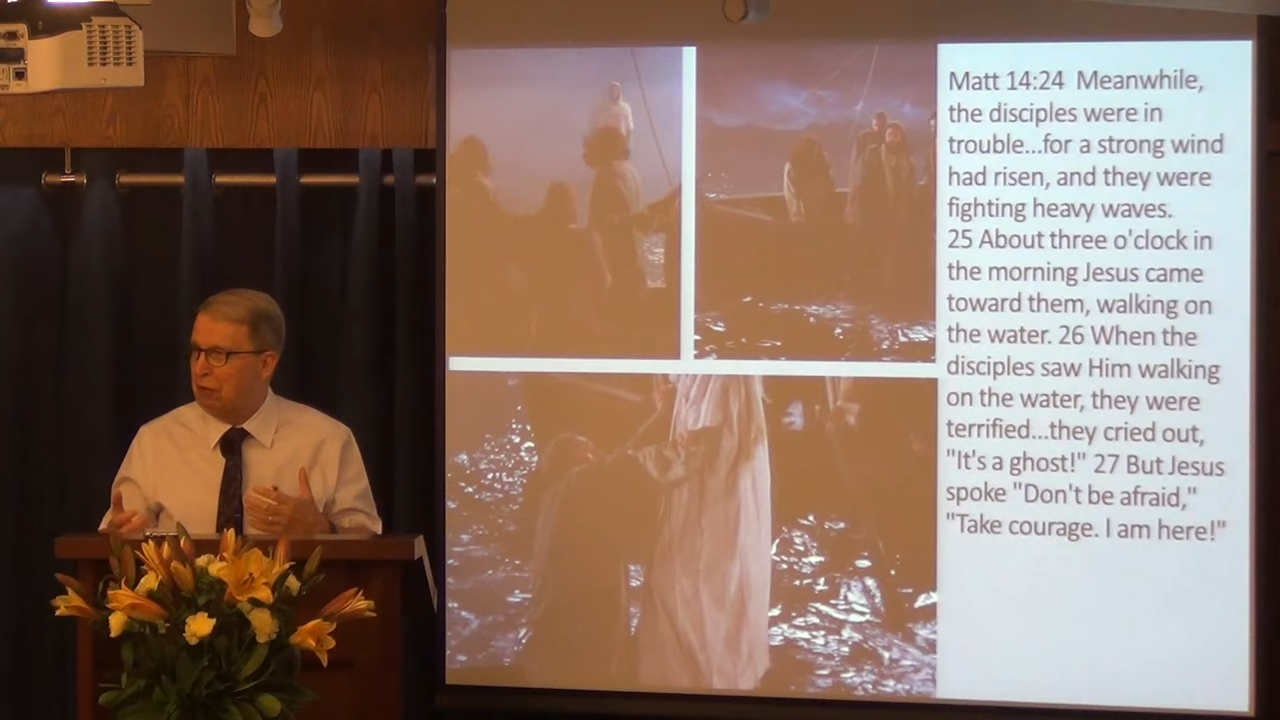 Matt 14:24  Meanwhile,
the disciples were in
trouble...for a strong wind
had risen, and they were
fighting heavy waves.
25 About three o'clock in
the morning Jesus came
toward them, walking on
the water. 26 When the
disciples saw Him walking
on the water, they were
terrified...they cried out,
"It's a ghost!" 27 But Jesus
spoke "Don't be afraid,"
"Take courage. I am here!"